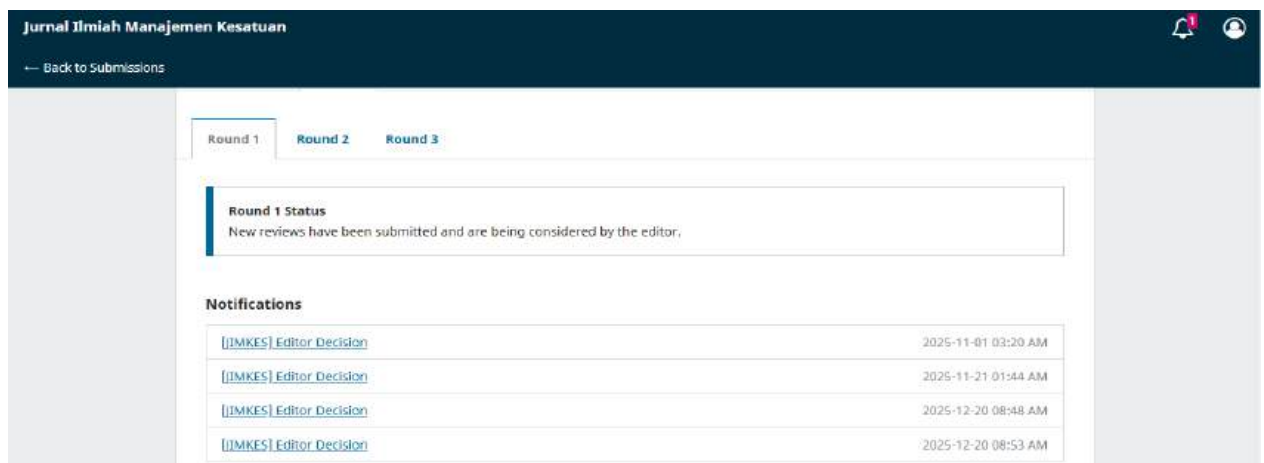 Jurnal Ilmiah Manajemen Kesatuan
1
← Back to Submissions
Round 1 Round 2 Round 3
Round 1 Status
New reviews have been submitted and are being considered by the editor.
Notifications
[JIMKES] Editor Decision 2025-11-01 03:20 AM
[JIMKES] Editor Decision 2025-11-21 01:44 AM
[JIMKES] Editor Decision 2025-12-20 08:48 AM
[JIMKES] Editor Decision 2025-12-20 08:53 AM